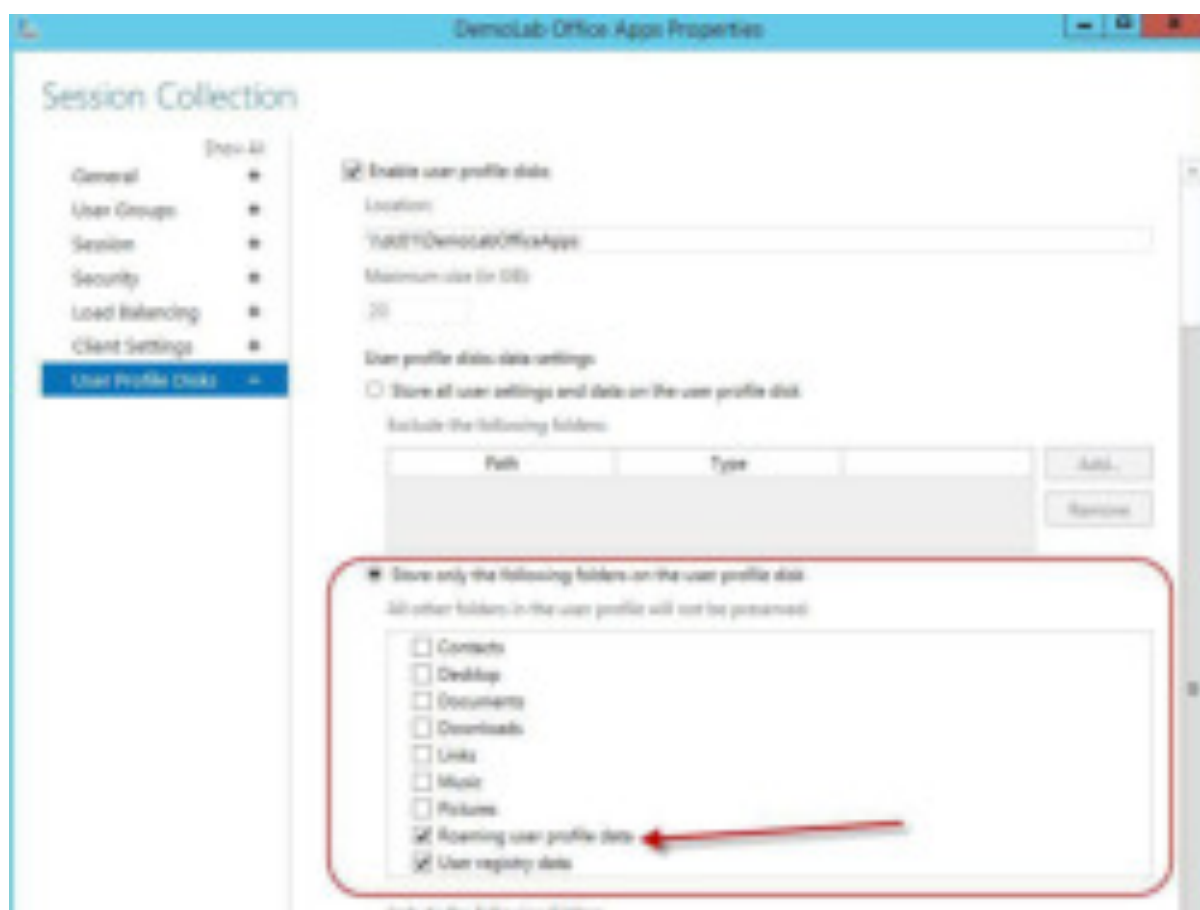 DemoLab Office Apps Properties
Session Collection
Show All
General +
User Groups +
Session +
Security +
Load Balancing +
Client Settings +
User Profile Disks –
Enable user profile disks
Location:
Maximum size (in GB):
20
User profile disks data settings
Store all user settings and data on the user profile disk
Exclude the following folders:
Path Type
Add...
Remove
Store only the following folders on the user profile disk
All other folders in the user profile will not be preserved
Contacts
Desktop
Documents
Downloads
Links
Music
Pictures
Roaming user profile data
User registry data